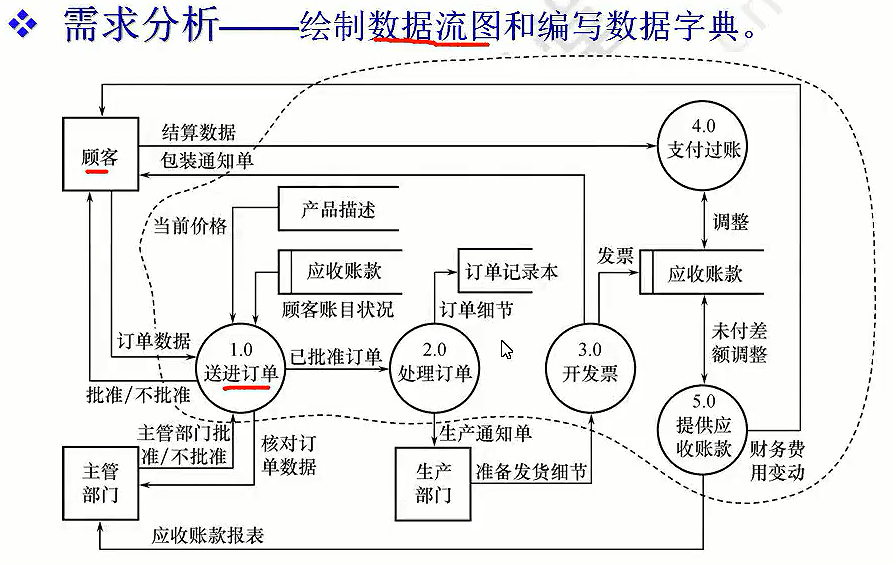 需求分析——绘制数据流图和编写数据字典。
顾客
结算数据
包装通知单
4.0
支付过账
当前价格
产品描述
调整
应收账款
顾客账目状况
订单记录本
订单细节
发票
应收账款
订单数据
1.0
送进订单
已批准订单
2.0
处理订单
3.0
开发票
未付差
额调整
批准/不批准
5.0
提供应
收账款
财务费
用变动
主管部门批
准/不批准
核对订
单数据
生产通知单
主管
部门
生产
部门
准备发货细节
应收账款报表